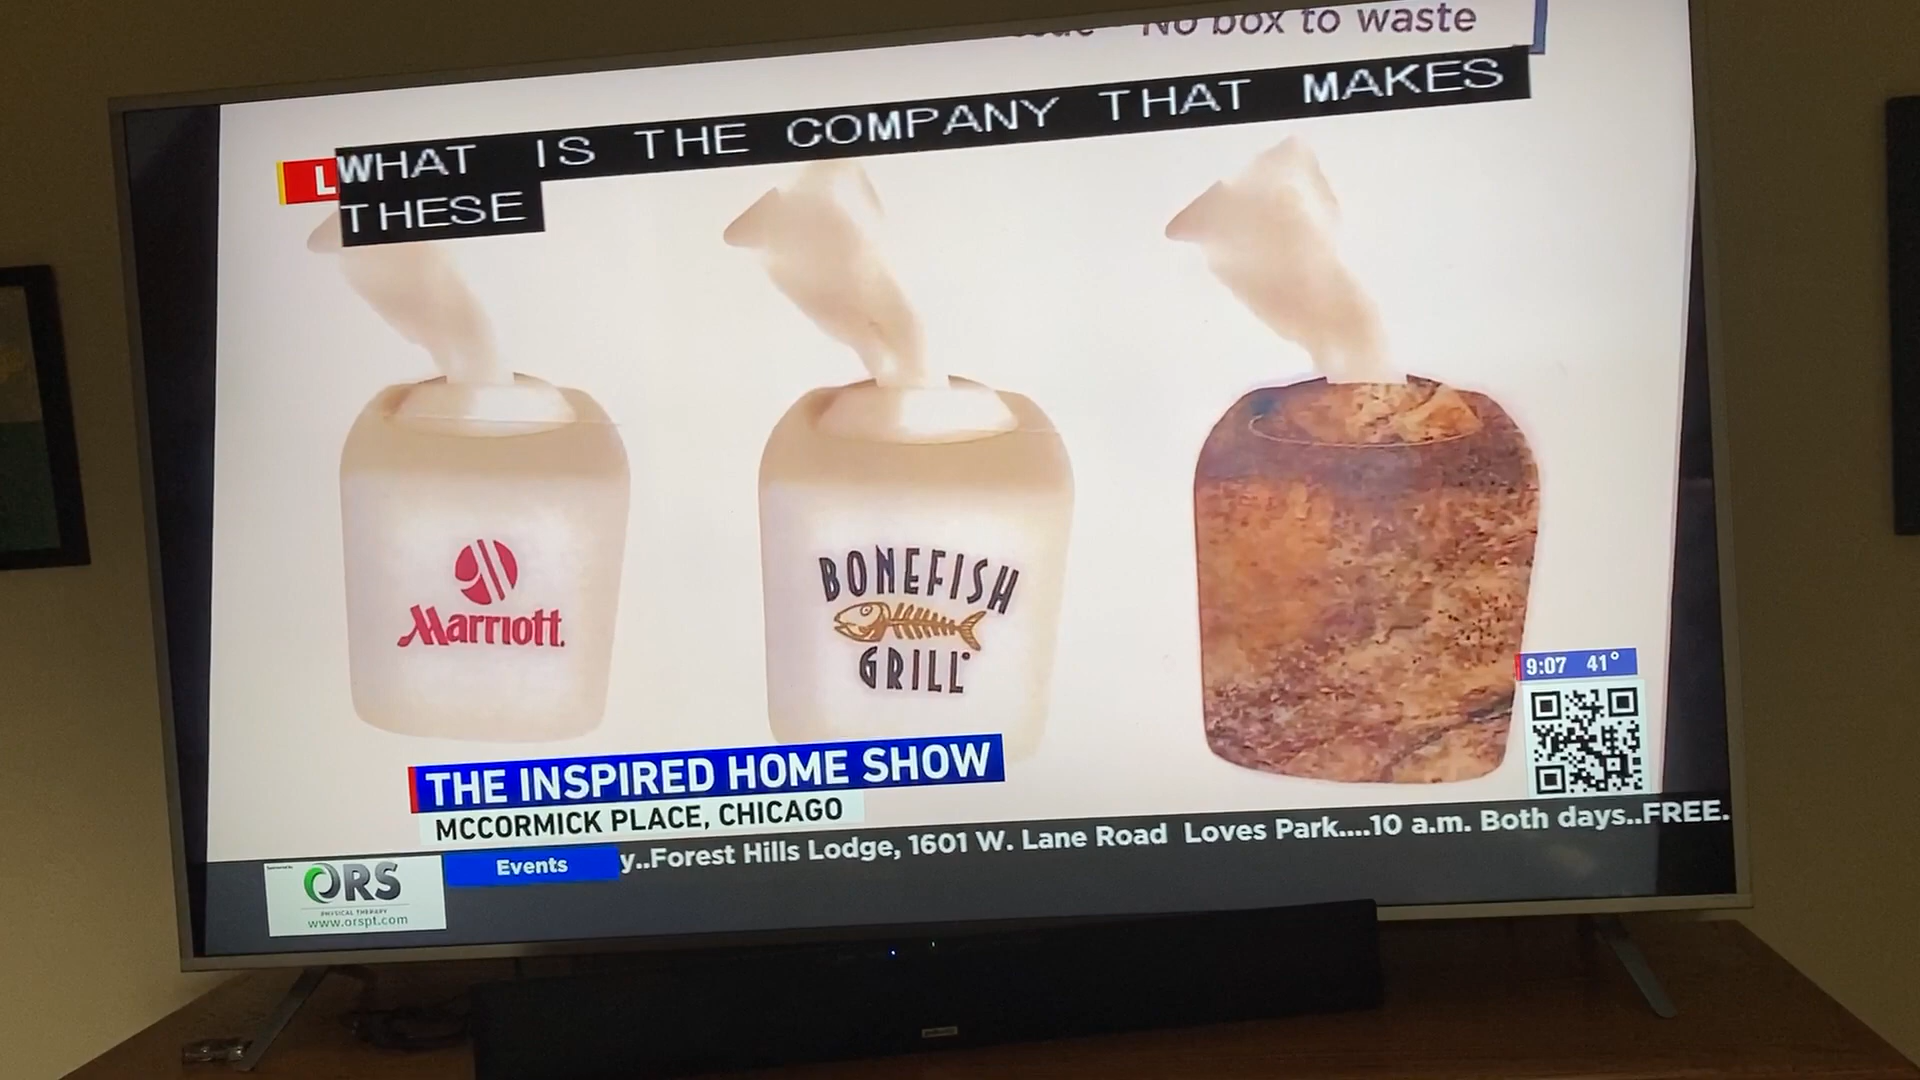 No box to waste
WHAT IS THE COMPANY THAT MAKES
THESE
L
Marriott.
BONEFISH
GRILL
9:07 41°
THE INSPIRED HOME SHOW
MCCORMICK PLACE, CHICAGO
Events y..Forest Hills Lodge, 1601 W. Lane Road Loves Park....10 a.m. Both days..FREE.
ORS
PHYSICAL THERAPY
www.orspt.com